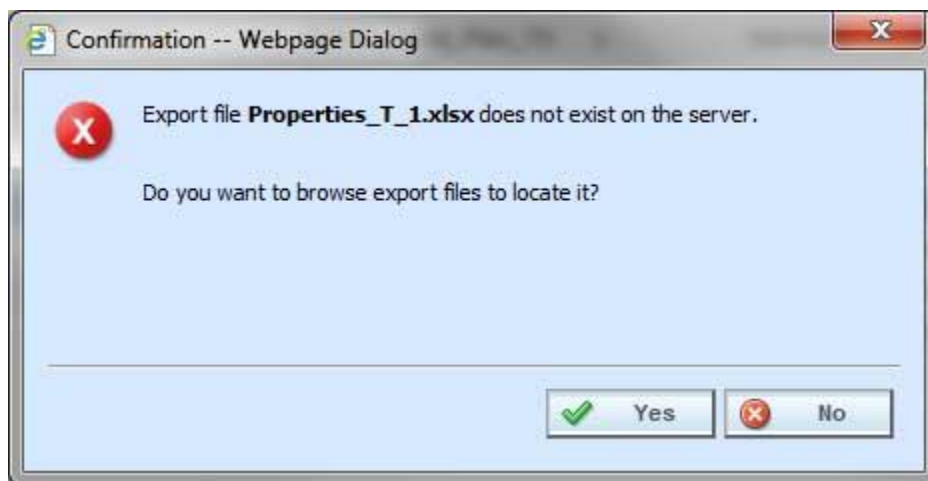 Confirmation -- Webpage Dialog
Export file Properties_T_1.xlsx does not exist on the server.
Do you want to browse export files to locate it?
Yes No